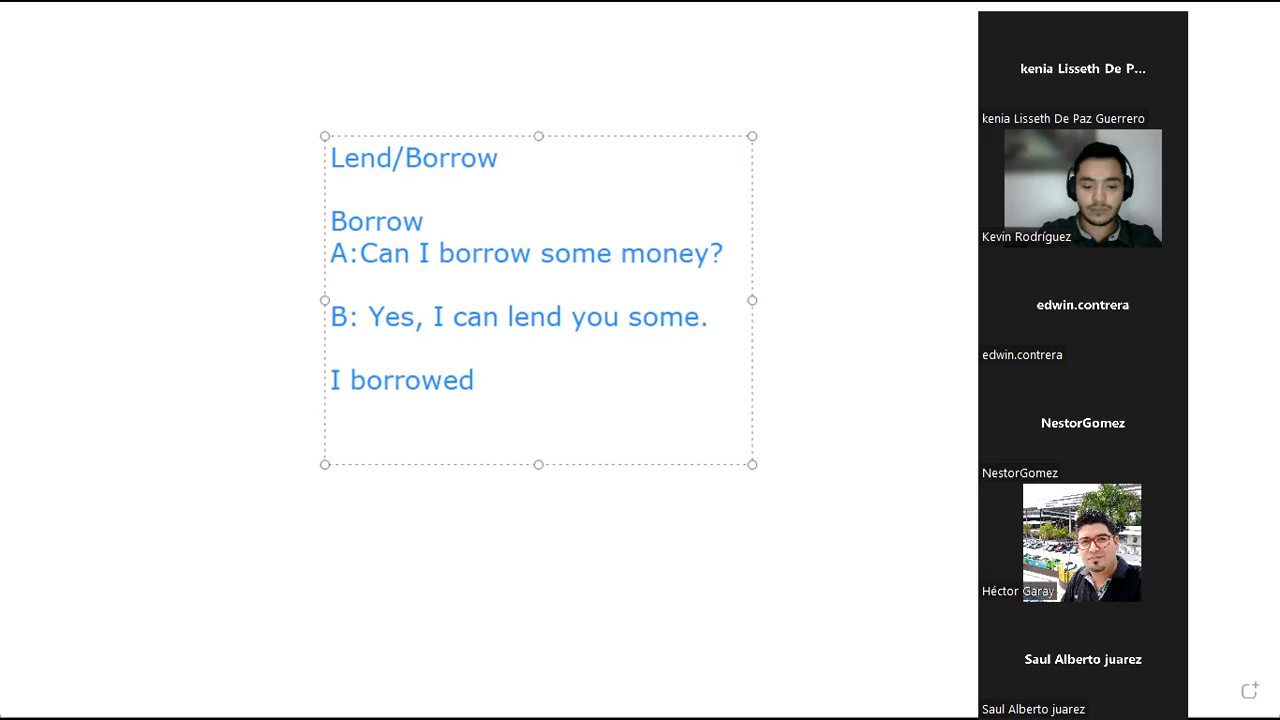 Lend/Borrow
Borrow
A:Can I borrow some money?
B: Yes, I can lend you some.
I borrowed
kenia Lisseth De P...
kenia Lisseth De Paz Guerrero
Kevin Rodríguez
edwin.contrera
edwin.contrera
NestorGomez
NestorGomez
Héctor Garay
Saul Alberto juarez
Saul Alberto juarez